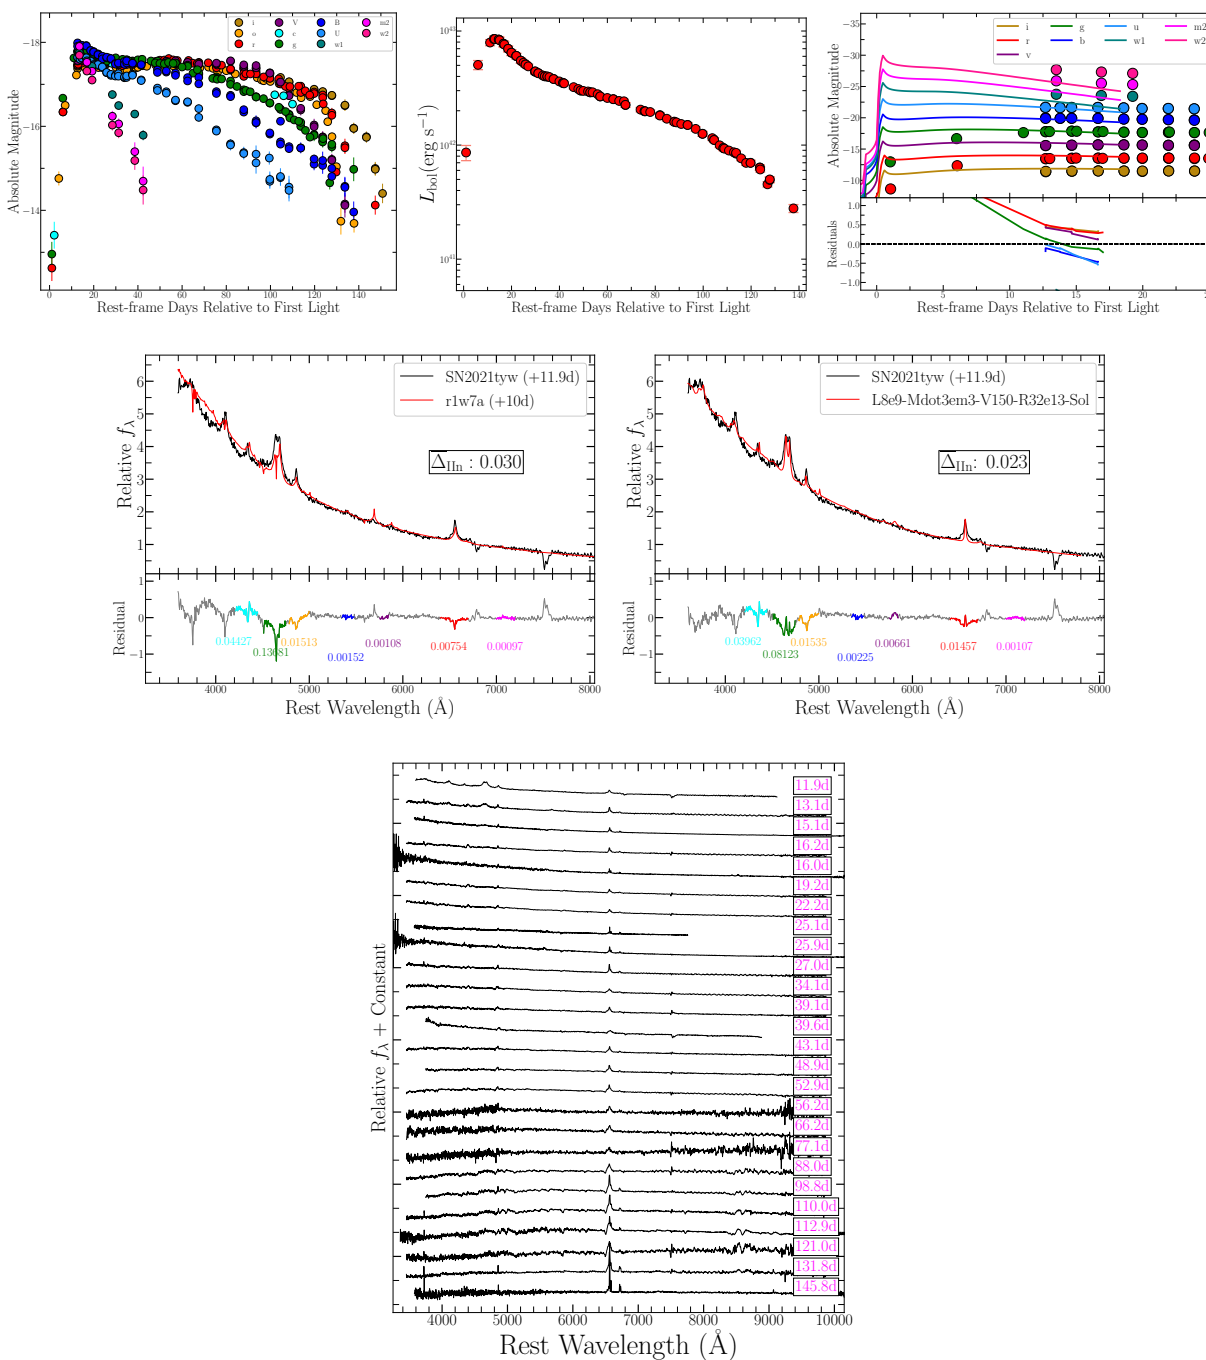 −18
−16
−14
Absolute Magnitude
i
o
r
V
c
g
B
U
w1
m2
w2
0 20 40 60 80 100 120 140
Rest-frame Days Relative to First Light
10⁴³
10⁴²
10⁴¹
L_bol(erg s⁻¹)
0 10 20 30 40 50 60 70 80 90 100 110 120 130 140
Rest-frame Days Relative to First Light
−35
−30
−25
−20
−15
−10
Absolute Magnitude
i
r
v
g
b
u
w1
m2
w2
1.0
0.5
0.0
−0.5
−1.0
Residuals
0 5 10 15 20 25
Rest-frame Days Relative to First Light
6
5
4
3
2
1
Relative f_λ
SN2021tyw (+11.9d)
r1w7a (+10d)
Δ_IIn : 0.030
1
0
−1
Residual
0.04427
0.13681
0.01513
0.00152
0.00108
0.00754
0.00097
4000 5000 6000 7000 8000
Rest Wavelength (Å)
6
5
4
3
2
1
Relative f_λ
SN2021tyw (+11.9d)
L8e9-Mdot3em3-V150-R32e13-Sol
Δ_IIn: 0.023
1
0
−1
Residual
0.03962
0.08123
0.01535
0.00225
0.00661
0.01457
0.00107
4000 5000 6000 7000 8000
Rest Wavelength (Å)
Relative f_λ + Constant
11.9d
13.1d
15.1d
16.2d
16.0d
19.2d
22.2d
25.1d
25.9d
27.0d
34.1d
39.1d
39.6d
43.1d
48.9d
52.9d
56.2d
66.2d
77.1d
88.0d
98.8d
110.0d
112.9d
121.0d
131.8d
145.8d
4000 5000 6000 7000 8000 9000 10000
Rest Wavelength (Å)